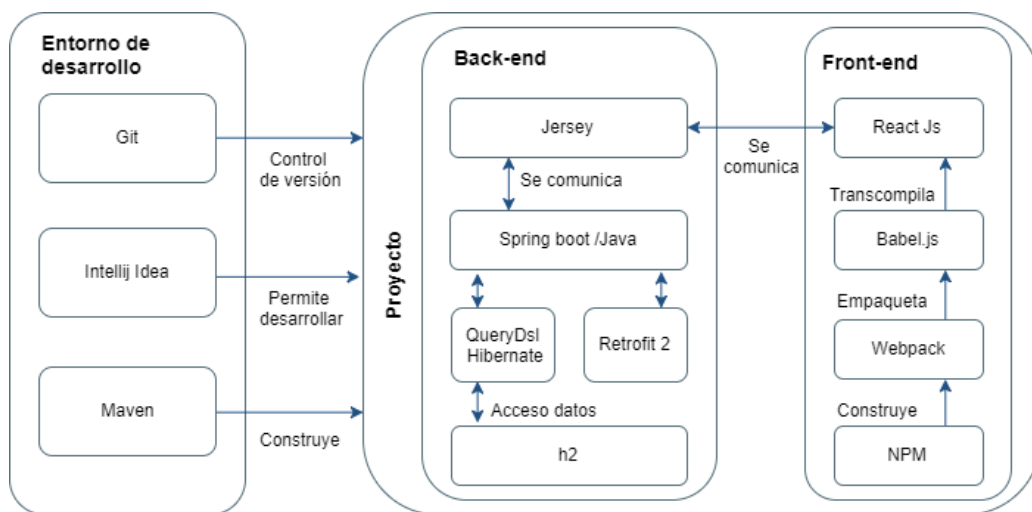 Entorno de
desarrollo
Git
Control
de versión
Intellij Idea
Permite
desarrollar
Maven
Construye
Proyecto
Back-end
Jersey
Se comunica
Spring boot /Java
QueryDsl
Hibernate
Retrofit 2
Acceso datos
h2
Se
comunica
Front-end
React Js
Transcompila
Babel.js
Empaqueta
Webpack
Construye
NPM